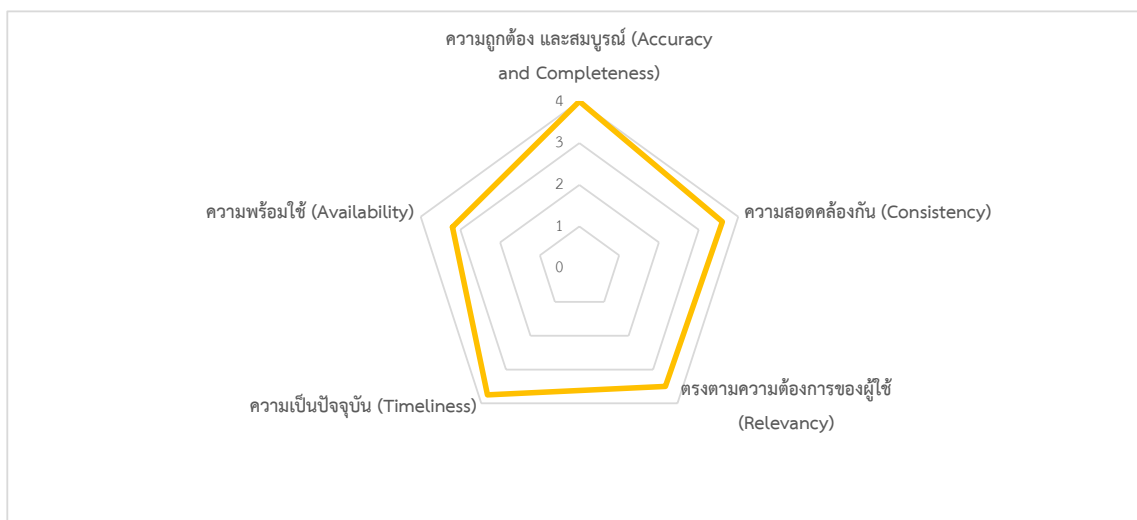 ความถูกต้อง และสมบูรณ์ (Accuracy
and Completeness)
4
3
2
1
0
ความพร้อมใช้ (Availability)
ความสอดคล้องกัน (Consistency)
ความเป็นปัจจุบัน (Timeliness)
ตรงตามความต้องการของผู้ใช้
(Relevancy)